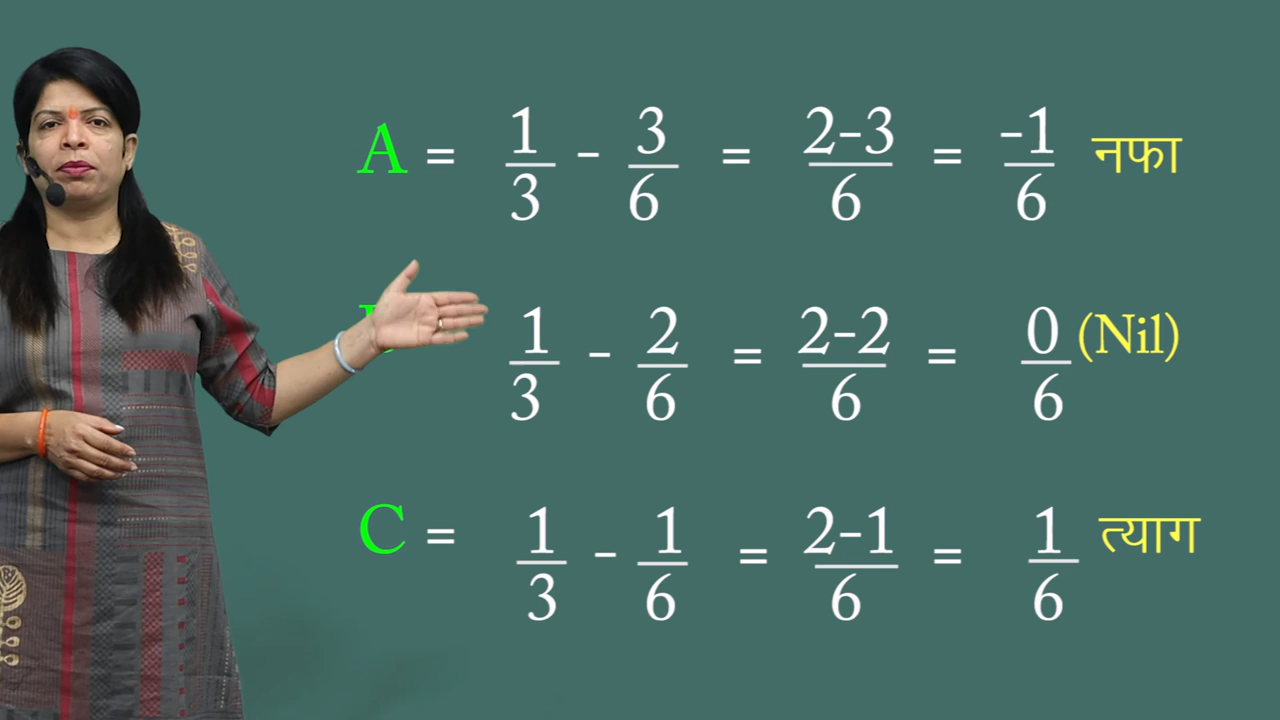 A = 1/3 - 3/6 = 2-3/6 = -1/6 नफा
1/3 - 2/6 = 2-2/6 = 0/6 (Nil)
C = 1/3 - 1/6 = 2-1/6 = 1/6 त्याग